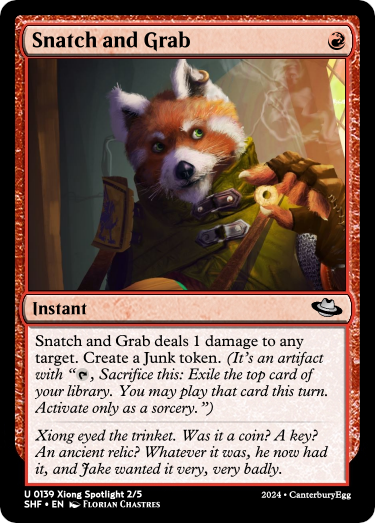 Snatch and Grab
Instant
Snatch and Grab deals 1 damage to any
target. Create a Junk token. (It's an artifact
with “, Sacrifice this: Exile the top card of
your library. You may play that card this turn.
Activate only as a sorcery.”)
Xiong eyed the trinket. Was it a coin? A key?
An ancient relic? Whatever it was, he now had
it, and Jake wanted it very, very badly.
U 0139 Xiong Spotlight 2/5
SHF • EN Florian Chastres
2024 • CanterburyEgg